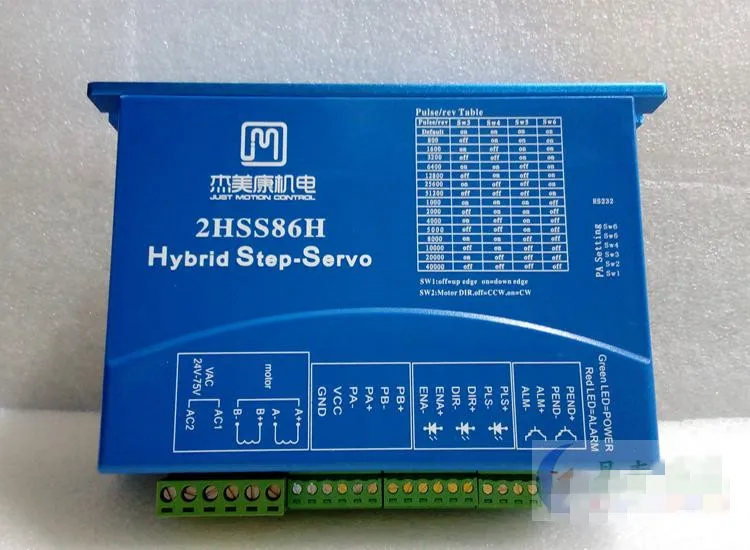 杰美康机电
JUST MOTION CONTROL
2HSS86H
Hybrid Step-Servo
Pulse/rev Table
Pulse/rev Sw3 Sw4 Sw5 Sw6
Default on on on on
800 off on on on
1600 on off on on
3200 off off on on
6400 on on off on
12800 off on off on
25600 on off off on
51200 off off off on
1000 on on on off
2000 off on on off
4000 on off on off
5000 off off on off
8000 on on off off
10000 off on off off
20000 on off off off
40000 off off off off
SW1:off=up edge on=down edge
SW2:Motor DIR,off=CCW,on=CW
RS232
PA Setting
Sw6
Sw5
Sw4
Sw3
Sw2
Sw1
VAC
24V-75V
AC2
AC1
motor
B-
B+
A-
A+
GND
VCC
PA-
PA+
PB-
PB+
ENA-
ENA+
DIR-
DIR+
PLS-
PLS+
ALM-
ALM+
PEND-
PEND+
Red LED=ALARM
Green LED=POWER